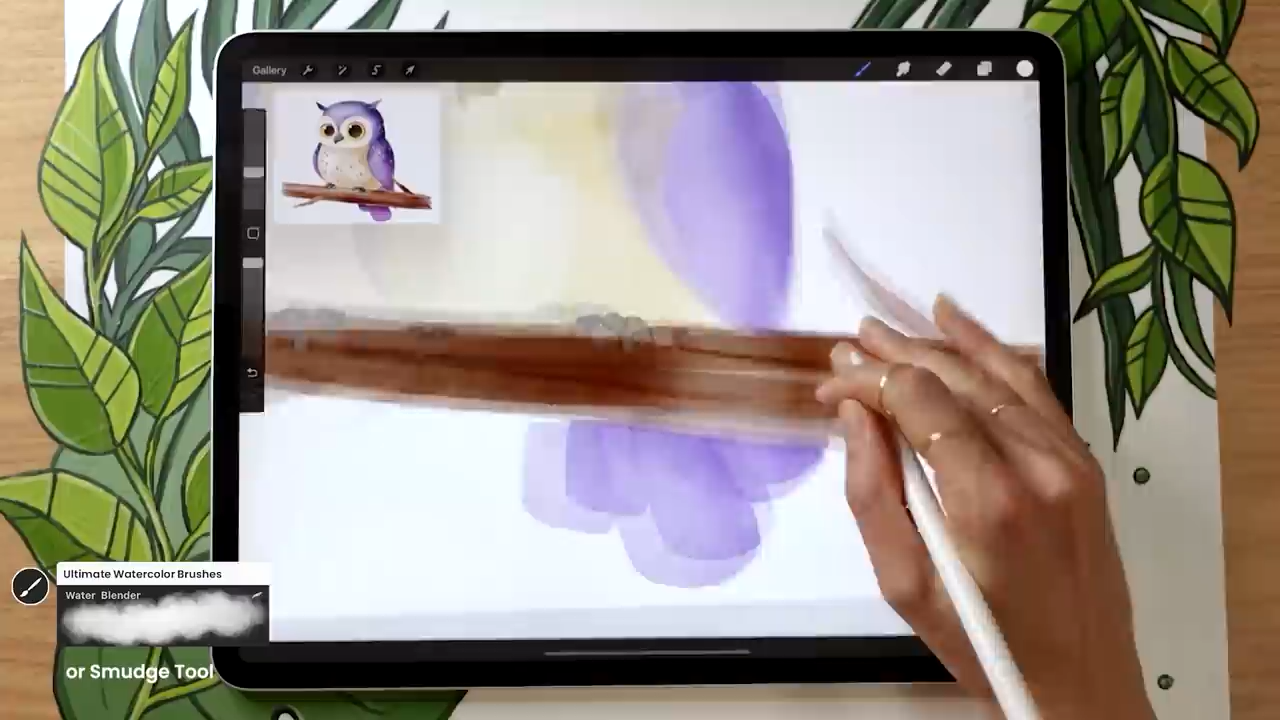 Gallery
Ultimate Watercolor Brushes
Water Blender
or Smudge Tool